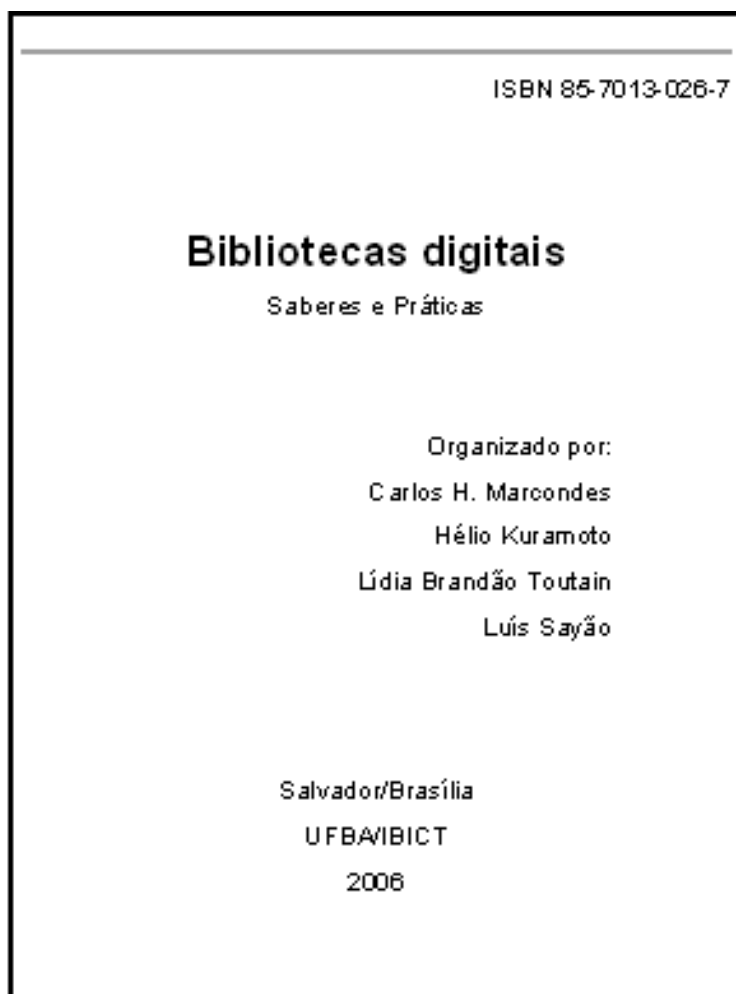 ISBN 85-7013-026-7
Bibliotecas digitais
Saberes e Práticas
Organizado por:
Carlos H. Marcondes
Hélio Kuramoto
Lídia Brandão Toutain
Luís Sayão
Salvador/Brasília
UFBA/IBICT
2006